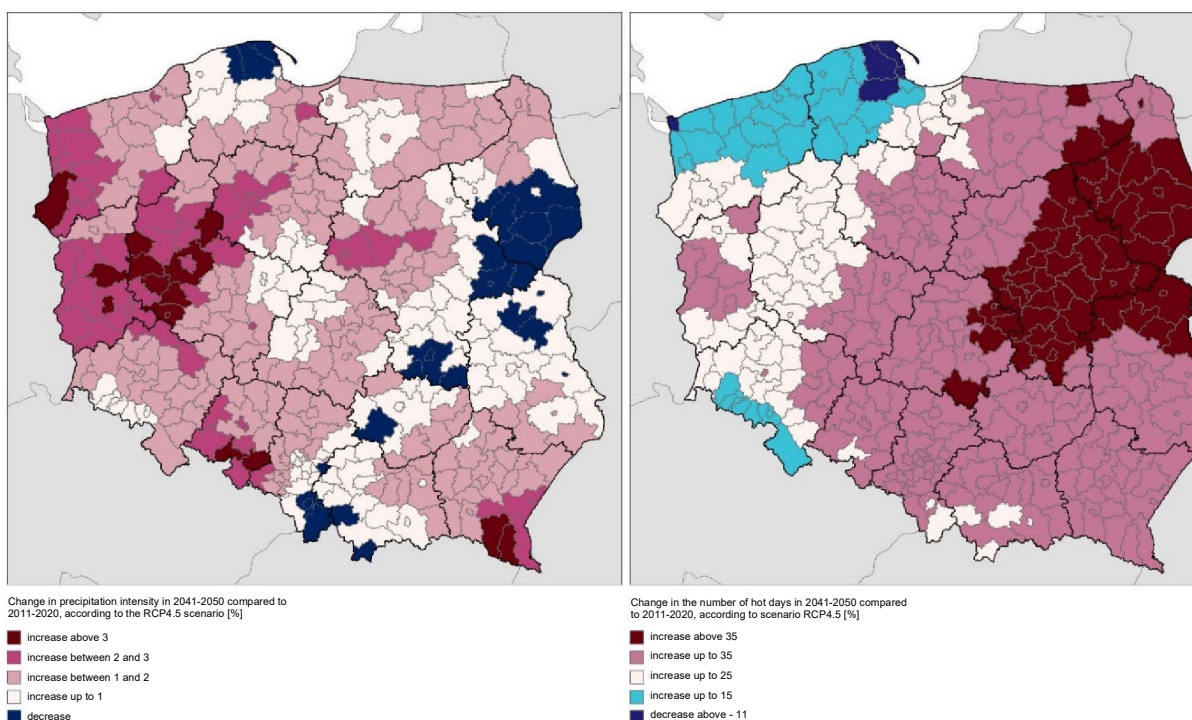 Change in precipitation intensity in 2041-2050 compared to
2011-2020, according to the RCP4.5 scenario [%]
increase above 3
increase between 2 and 3
increase between 1 and 2
increase up to 1
decrease
Change in the number of hot days in 2041-2050 compared
to 2011-2020, according to scenario RCP4.5 [%]
increase above 35
increase up to 35
increase up to 25
increase up to 15
decrease above - 11